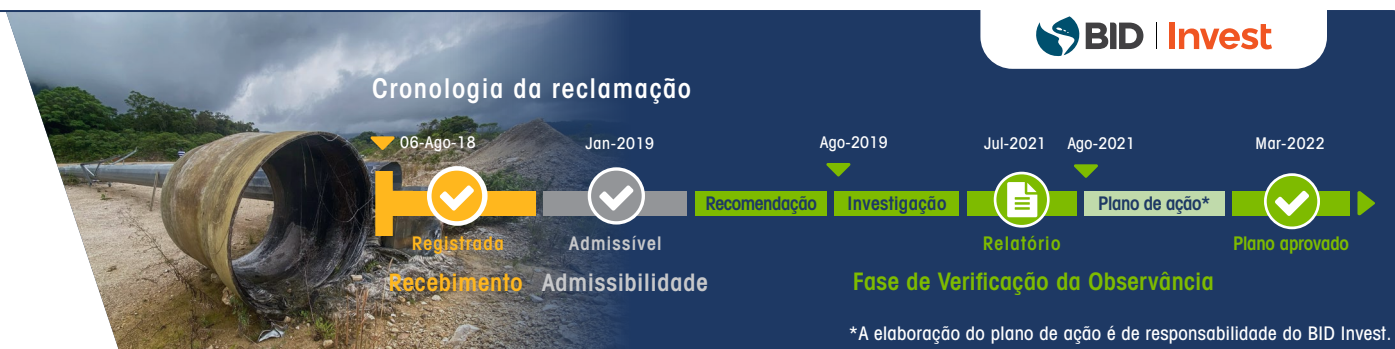 BID Invest
Cronologia da reclamação
06-Ago-18
Jan-2019
Ago-2019
Jul-2021
Ago-2021
Mar-2022
Recomendação
Investigação
Plano de ação*
Registrada
Admissível
Relatório
Plano aprovado
Recebimento
Admissibilidade
Fase de Verificação da Observância
*A elaboração do plano de ação é de responsabilidade do BID Invest.